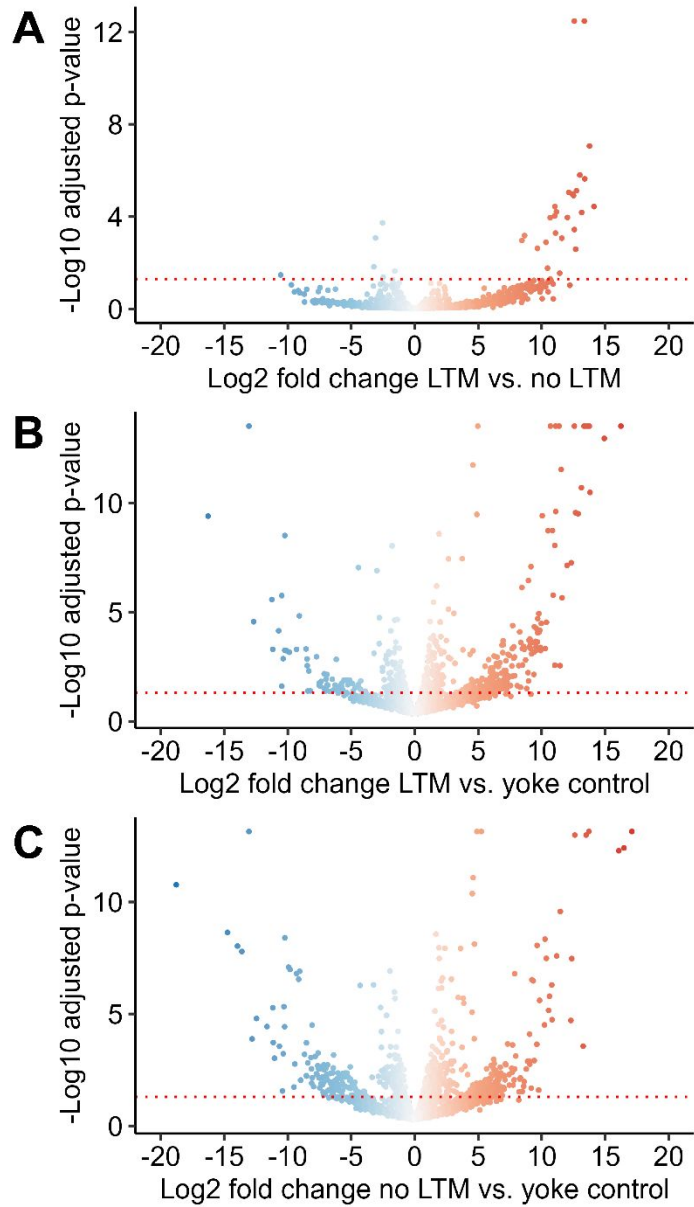 A
-Log10 adjusted p-value
12
8
4
0
-20 -15 -10 -5 0 5 10 15 20
Log2 fold change LTM vs. no LTM
B
-Log10 adjusted p-value
10
5
0
-20 -15 -10 -5 0 5 10 15 20
Log2 fold change LTM vs. yoke control
C
-Log10 adjusted p-value
10
5
0
-20 -15 -10 -5 0 5 10 15 20
Log2 fold change no LTM vs. yoke control